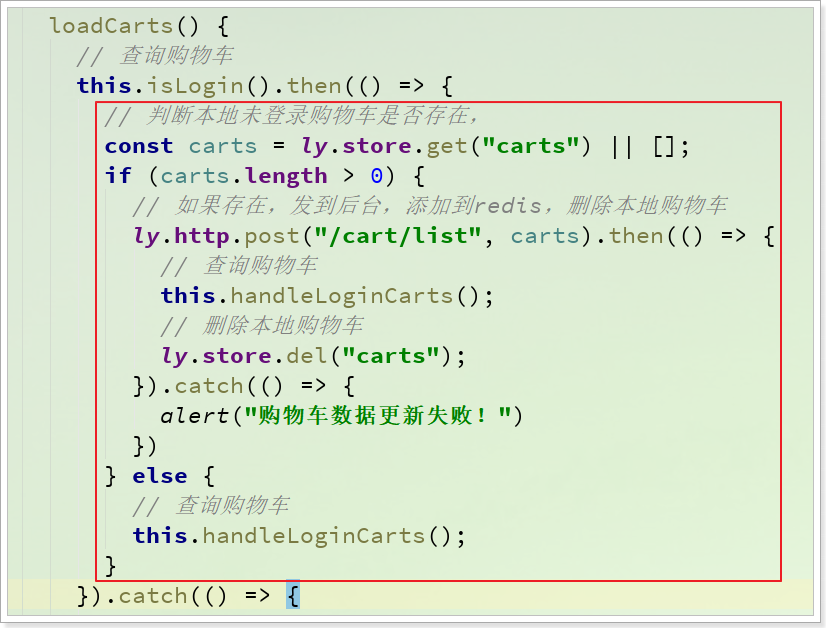 loadCarts() {
// 查询购物车
this.isLogin().then(() => {
// 判断本地未登录购物车是否存在，
const carts = ly.store.get("carts") || [];
if (carts.length > 0) {
// 如果存在，发到后台，添加到redis，删除本地购物车
ly.http.post("/cart/list", carts).then(() => {
// 查询购物车
this.handleLoginCarts();
// 删除本地购物车
ly.store.del("carts");
}).catch(() => {
alert("购物车数据更新失败！")
})
} else {
// 查询购物车
this.handleLoginCarts();
}
}).catch(() => {